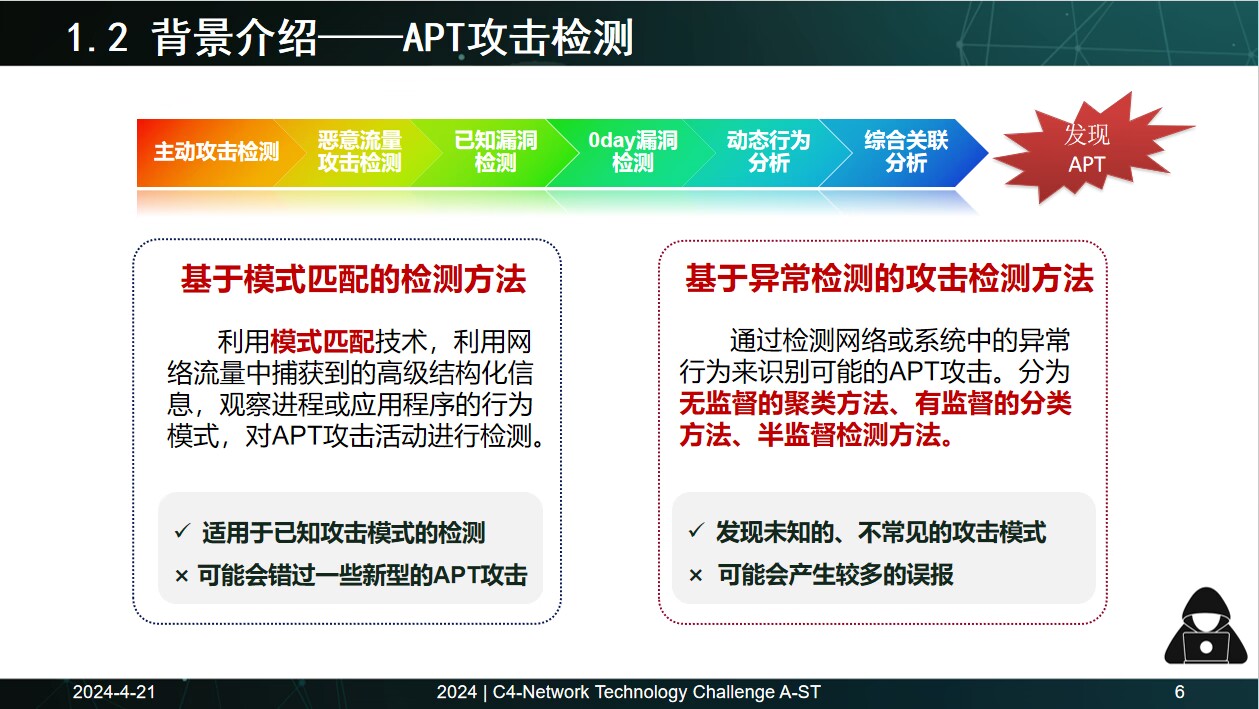 1.2 背景介绍——APT攻击检测
主动攻击检测
恶意流量
攻击检测
已知漏洞
检测
0day漏洞
检测
动态行为
分析
综合关联
分析
发现
APT
基于模式匹配的检测方法
利用模式匹配技术，利用网
络流量中捕获到的高级结构化信
息，观察进程或应用程序的行为
模式，对APT攻击活动进行检测。
✓ 适用于已知攻击模式的检测
× 可能会错过一些新型的APT攻击
基于异常检测的攻击检测方法
通过检测网络或系统中的异常
行为来识别可能的APT攻击。分为
无监督的聚类方法、有监督的分类
方法、半监督检测方法。
✓ 发现未知的、不常见的攻击模式
× 可能会产生较多的误报
2024-4-21
2024 | C4-Network Technology Challenge A-ST
6